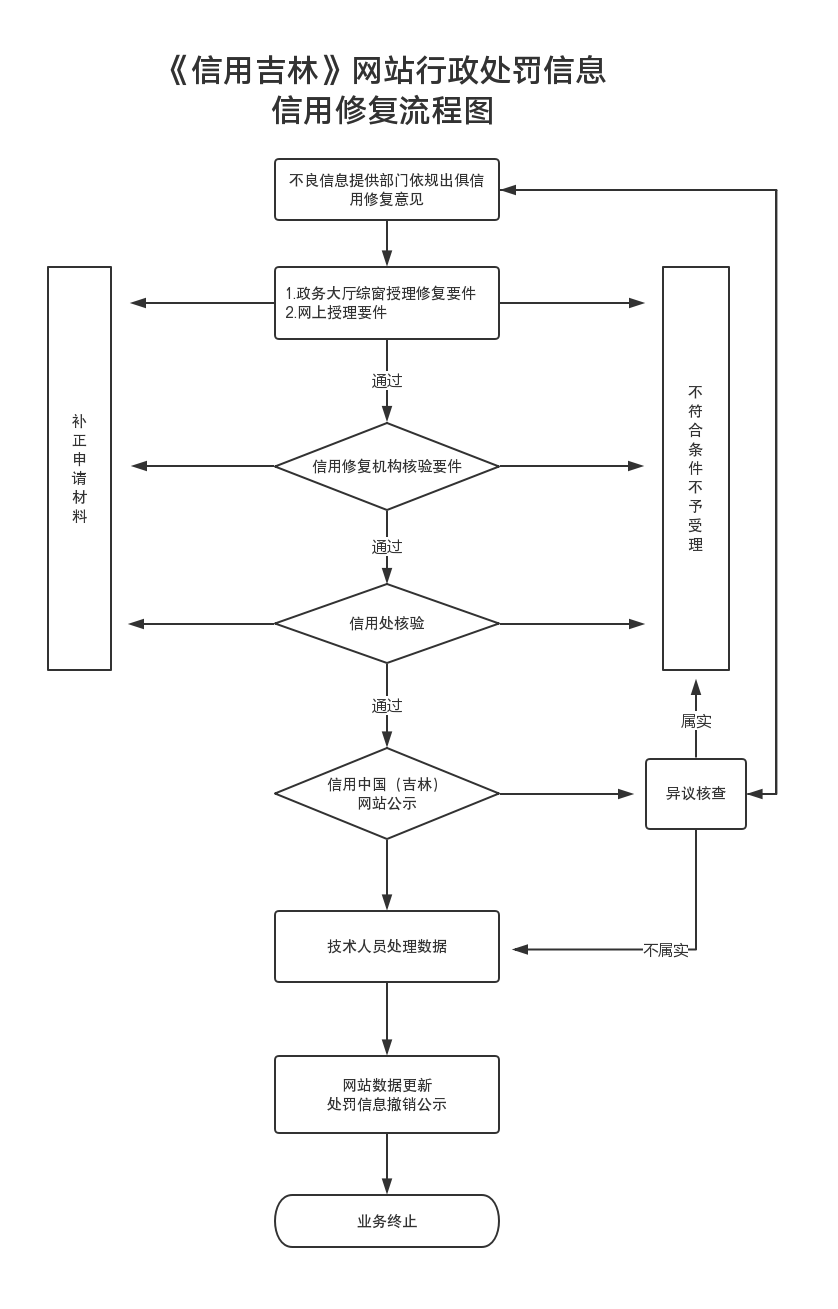 《信用吉林》网站行政处罚信息
信用修复流程图
不良信息提供部门依规出俱信
用修复意见
1.政务大厅综窗授理修复要件
2.网上授理要件
通过
补
正
申
请
材
料
不
符
合
条
件
不
予
受
理
信用修复机构核验要件
通过
信用处核验
通过
属实
信用中国（吉林）
网站公示
异议核查
技术人员处理数据
不属实
网站数据更新
处罚信息撤销公示
业务终止